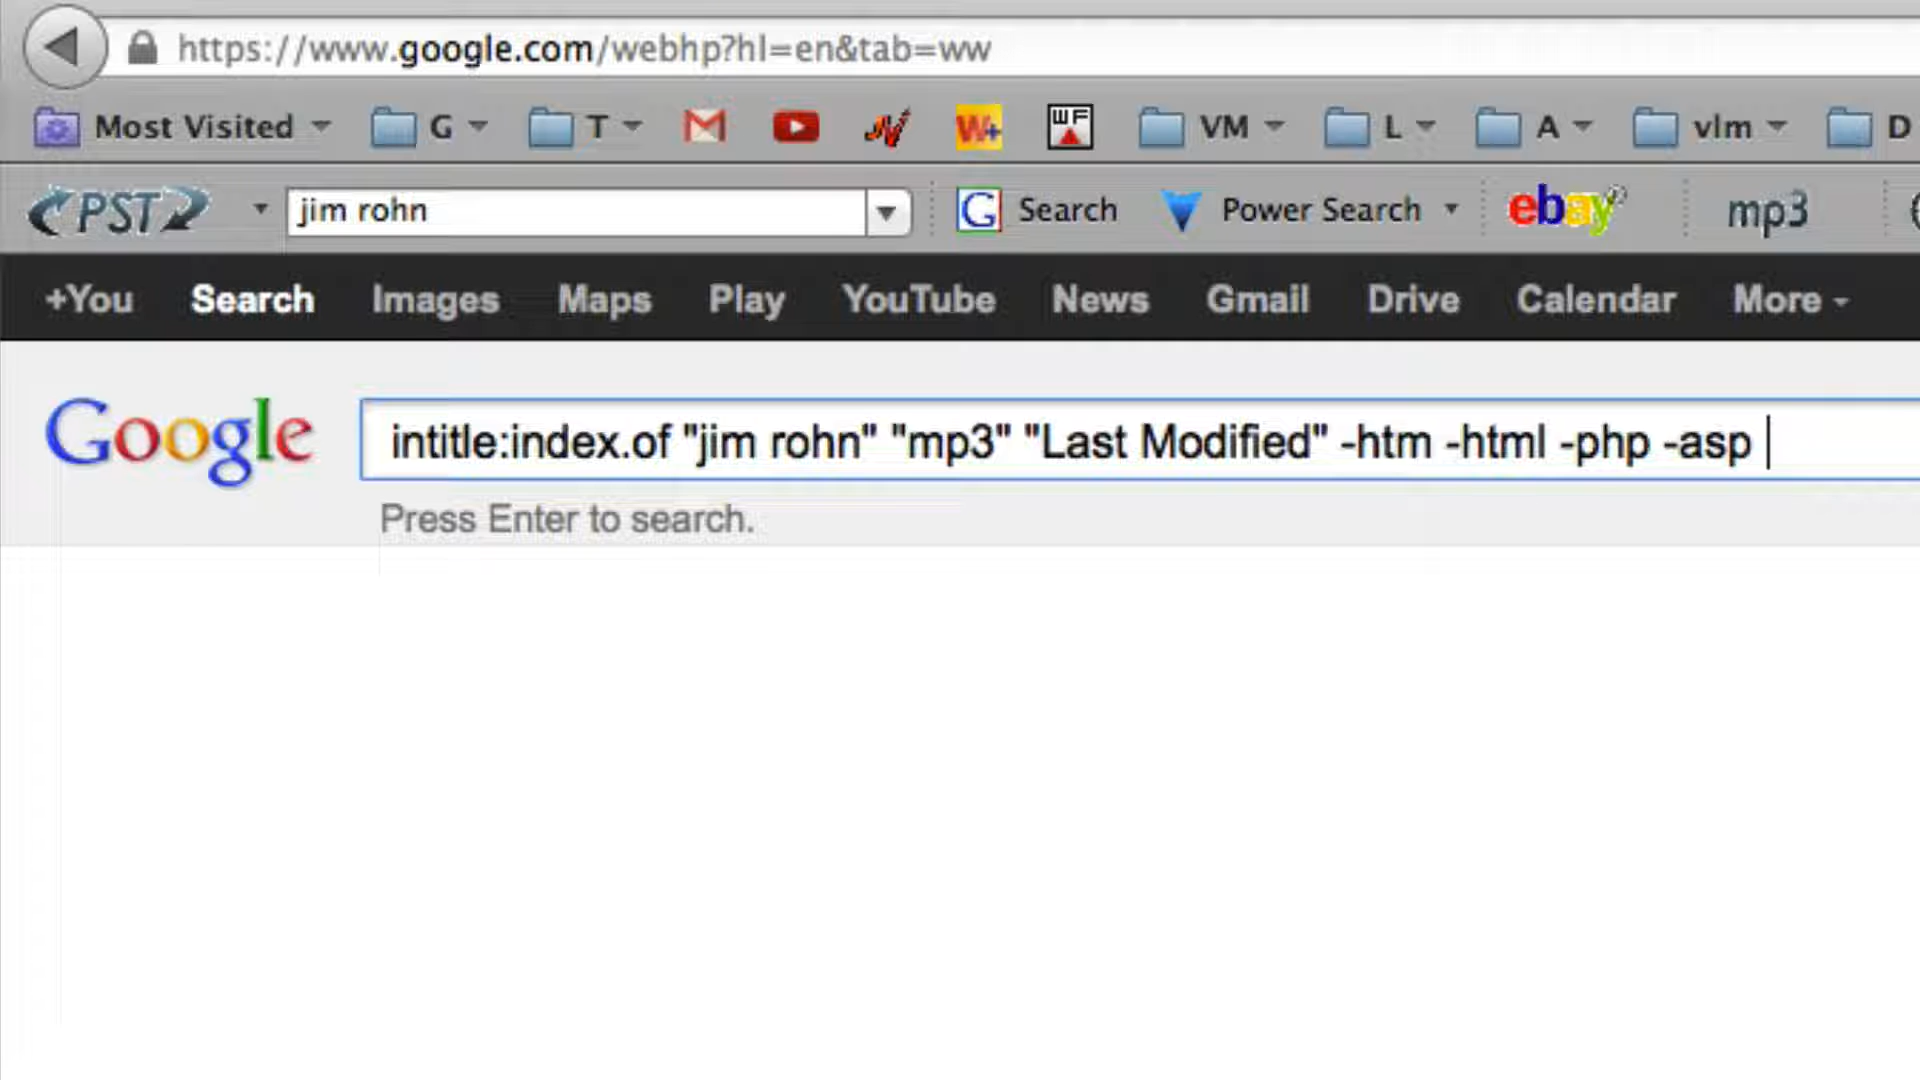 https://www.google.com/webhp?hl=en&tab=ww
Most Visited G T W+ WF VM L A vlm D
PST jim rohn G Search Power Search ebay mp3
+You Search Images Maps Play YouTube News Gmail Drive Calendar More
Google intitle:index.of "jim rohn" "mp3" "Last Modified" -htm -html -php -asp
Press Enter to search.